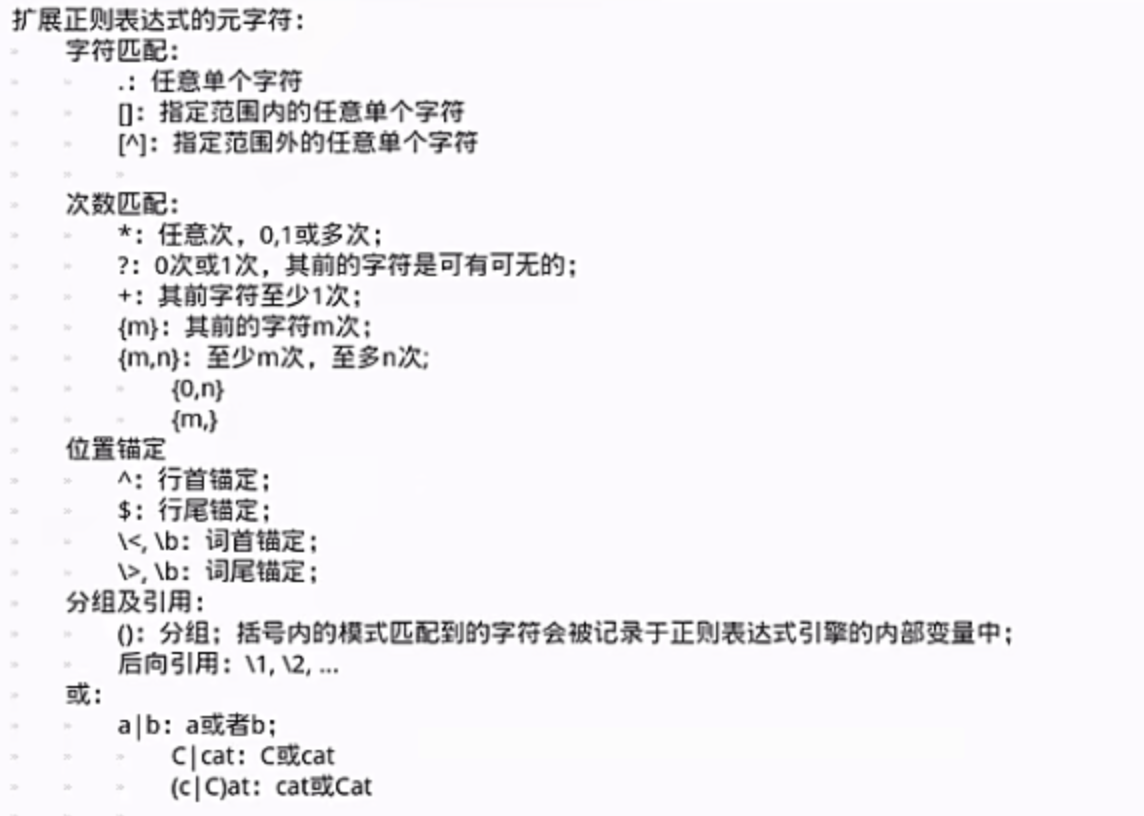 扩展正则表达式的元字符：
字符匹配：
.：任意单个字符
[]：指定范围内的任意单个字符
[^]：指定范围外的任意单个字符
次数匹配：
*：任意次，0,1或多次；
?：0次或1次，其前的字符是可有可无的；
+：其前字符至少1次；
{m}：其前的字符m次；
{m,n}：至少m次，至多n次;
{0,n}
{m,}
位置锚定
^：行首锚定；
$：行尾锚定；
\<, \b：词首锚定；
\>, \b：词尾锚定；
分组及引用：
()：分组；括号内的模式匹配到的字符会被记录于正则表达式引擎的内部变量中；
后向引用：\1, \2, ...
或：
a|b：a或者b；
C|cat：C或cat
(c|C)at：cat或Cat